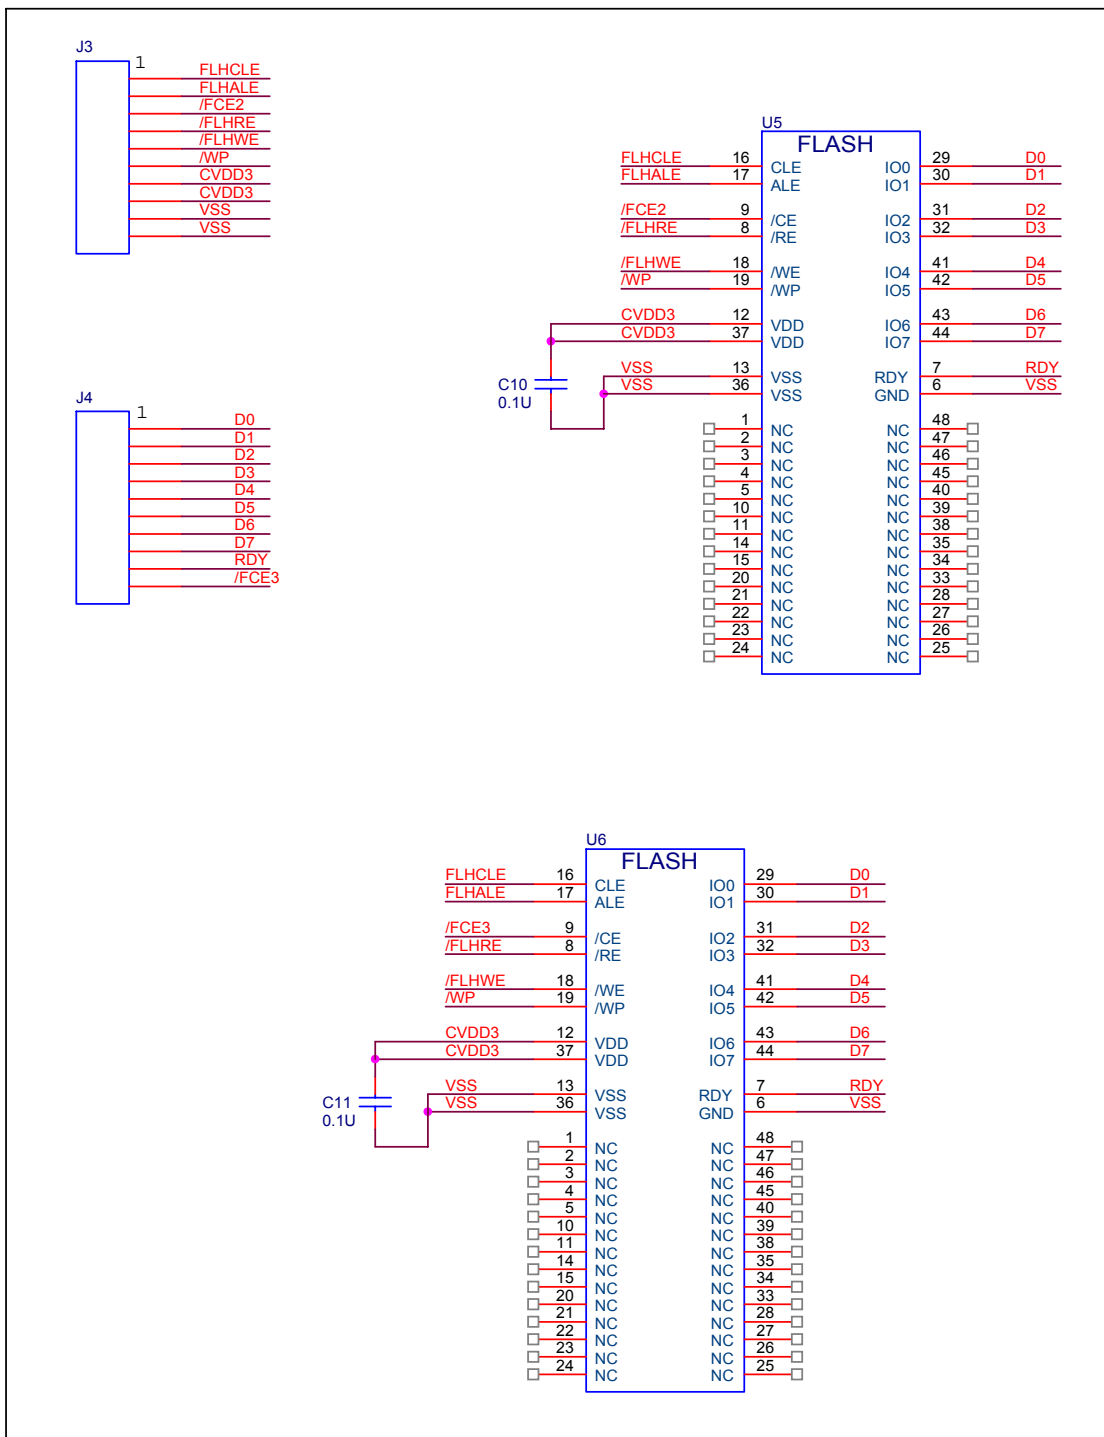 J3
1
FLHCLE
FLHALE
/FCE2
/FLHRE
/FLHWE
/WP
CVDD3
CVDD3
VSS
VSS
J4
1
D0
D1
D2
D3
D4
D5
D6
D7
RDY
/FCE3
U5
FLASH
FLHCLE 16 CLE IO0 29 D0
FLHALE 17 ALE IO1 30 D1
/FCE2 9 /CE IO2 31 D2
/FLHRE 8 /RE IO3 32 D3
/FLHWE 18 /WE IO4 41 D4
/WP 19 /WP IO5 42 D5
CVDD3 12 VDD IO6 43 D6
CVDD3 37 VDD IO7 44 D7
VSS 13 VSS RDY 7 RDY
VSS 36 VSS GND 6 VSS
C10
0.1U
1 NC NC 48
2 NC NC 47
3 NC NC 46
4 NC NC 45
5 NC NC 40
10 NC NC 39
11 NC NC 38
14 NC NC 35
15 NC NC 34
20 NC NC 33
21 NC NC 28
22 NC NC 27
23 NC NC 26
24 NC NC 25
U6
FLASH
FLHCLE 16 CLE IO0 29 D0
FLHALE 17 ALE IO1 30 D1
/FCE3 9 /CE IO2 31 D2
/FLHRE 8 /RE IO3 32 D3
/FLHWE 18 /WE IO4 41 D4
/WP 19 /WP IO5 42 D5
CVDD3 12 VDD IO6 43 D6
CVDD3 37 VDD IO7 44 D7
VSS 13 VSS RDY 7 RDY
VSS 36 VSS GND 6 VSS
C11
0.1U
1 NC NC 48
2 NC NC 47
3 NC NC 46
4 NC NC 45
5 NC NC 40
10 NC NC 39
11 NC NC 38
14 NC NC 35
15 NC NC 34
20 NC NC 33
21 NC NC 28
22 NC NC 27
23 NC NC 26
24 NC NC 25